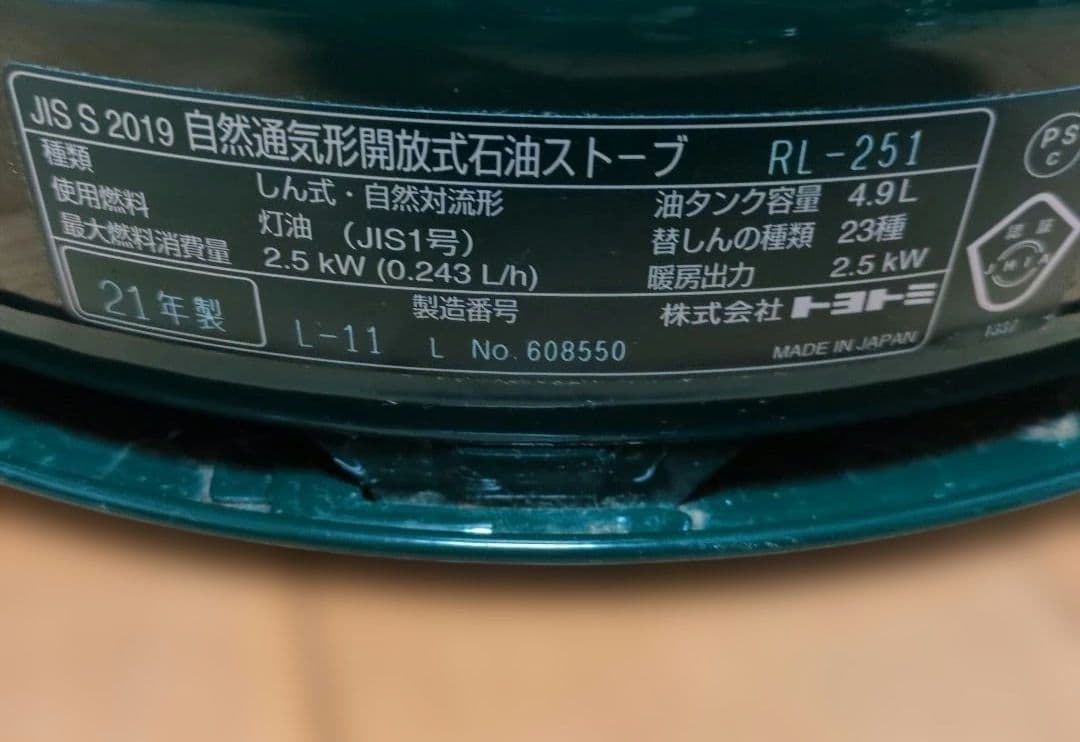 JIS S 2019 自然通気形開放式石油ストーブ RL-251
種類 しん式・自然対流形 油タンク容量 4.9L
使用燃料 灯油 (JIS1号) 替しんの種類 23種
最大燃料消費量 2.5 kW (0.243 L/h) 暖房出力 2.5 kW
21年製 L-11 製造番号 L No. 608550
株式会社 トヨトミ
MADE IN JAPAN
PS C
認証
JHIA